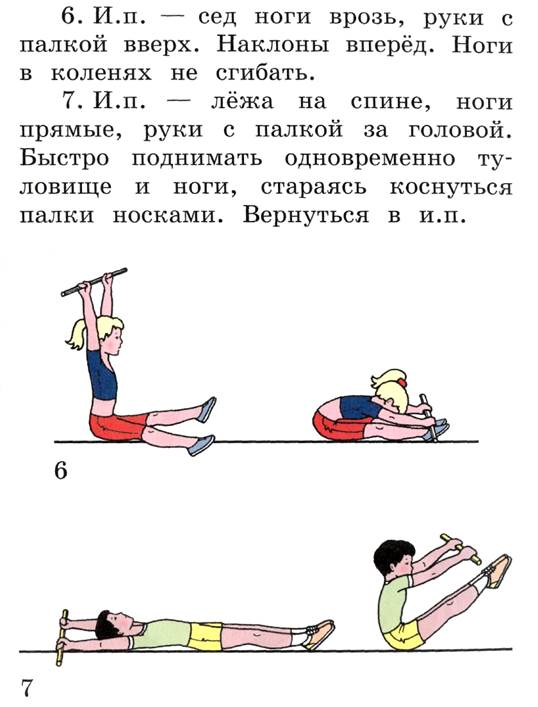 6. И.п. — сед ноги врозь, руки с
палкой вверх. Наклоны вперёд. Ноги
в коленях не сгибать.
7. И.п. — лёжа на спине, ноги
прямые, руки с палкой за головой.
Быстро поднимать одновременно ту-
ловище и ноги, стараясь коснуться
палки носками. Вернуться в и.п.
6
7